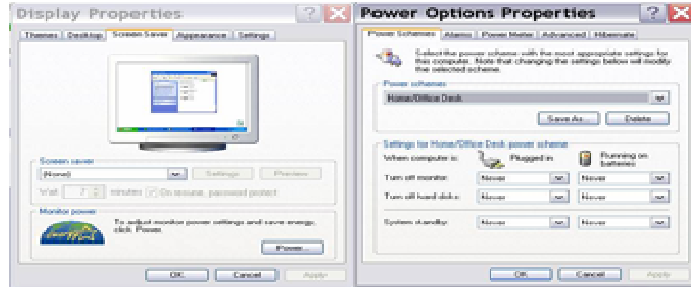 Display Properties
Themes Desktop Screen Saver Appearance Settings
Screen saver
(None) Settings Preview
Wait: 7 minutes On resume, password protect
Monitor power
To adjust monitor power settings and save energy,
click Power.
Power...
OK Cancel Apply
Power Options Properties
Power Schemes Alarms Power Meter Advanced Hibernate
Select the power scheme with the most appropriate settings for
this computer. Note that changing the settings below will modify
the selected scheme.
Power schemes
Home/Office Desk
Save As... Delete
Settings for Home/Office Desk power scheme
When computer is: Plugged in Running on
batteries
Turn off monitor: Never Never
Turn off hard disks: Never Never
System standby: Never Never
OK Cancel Apply